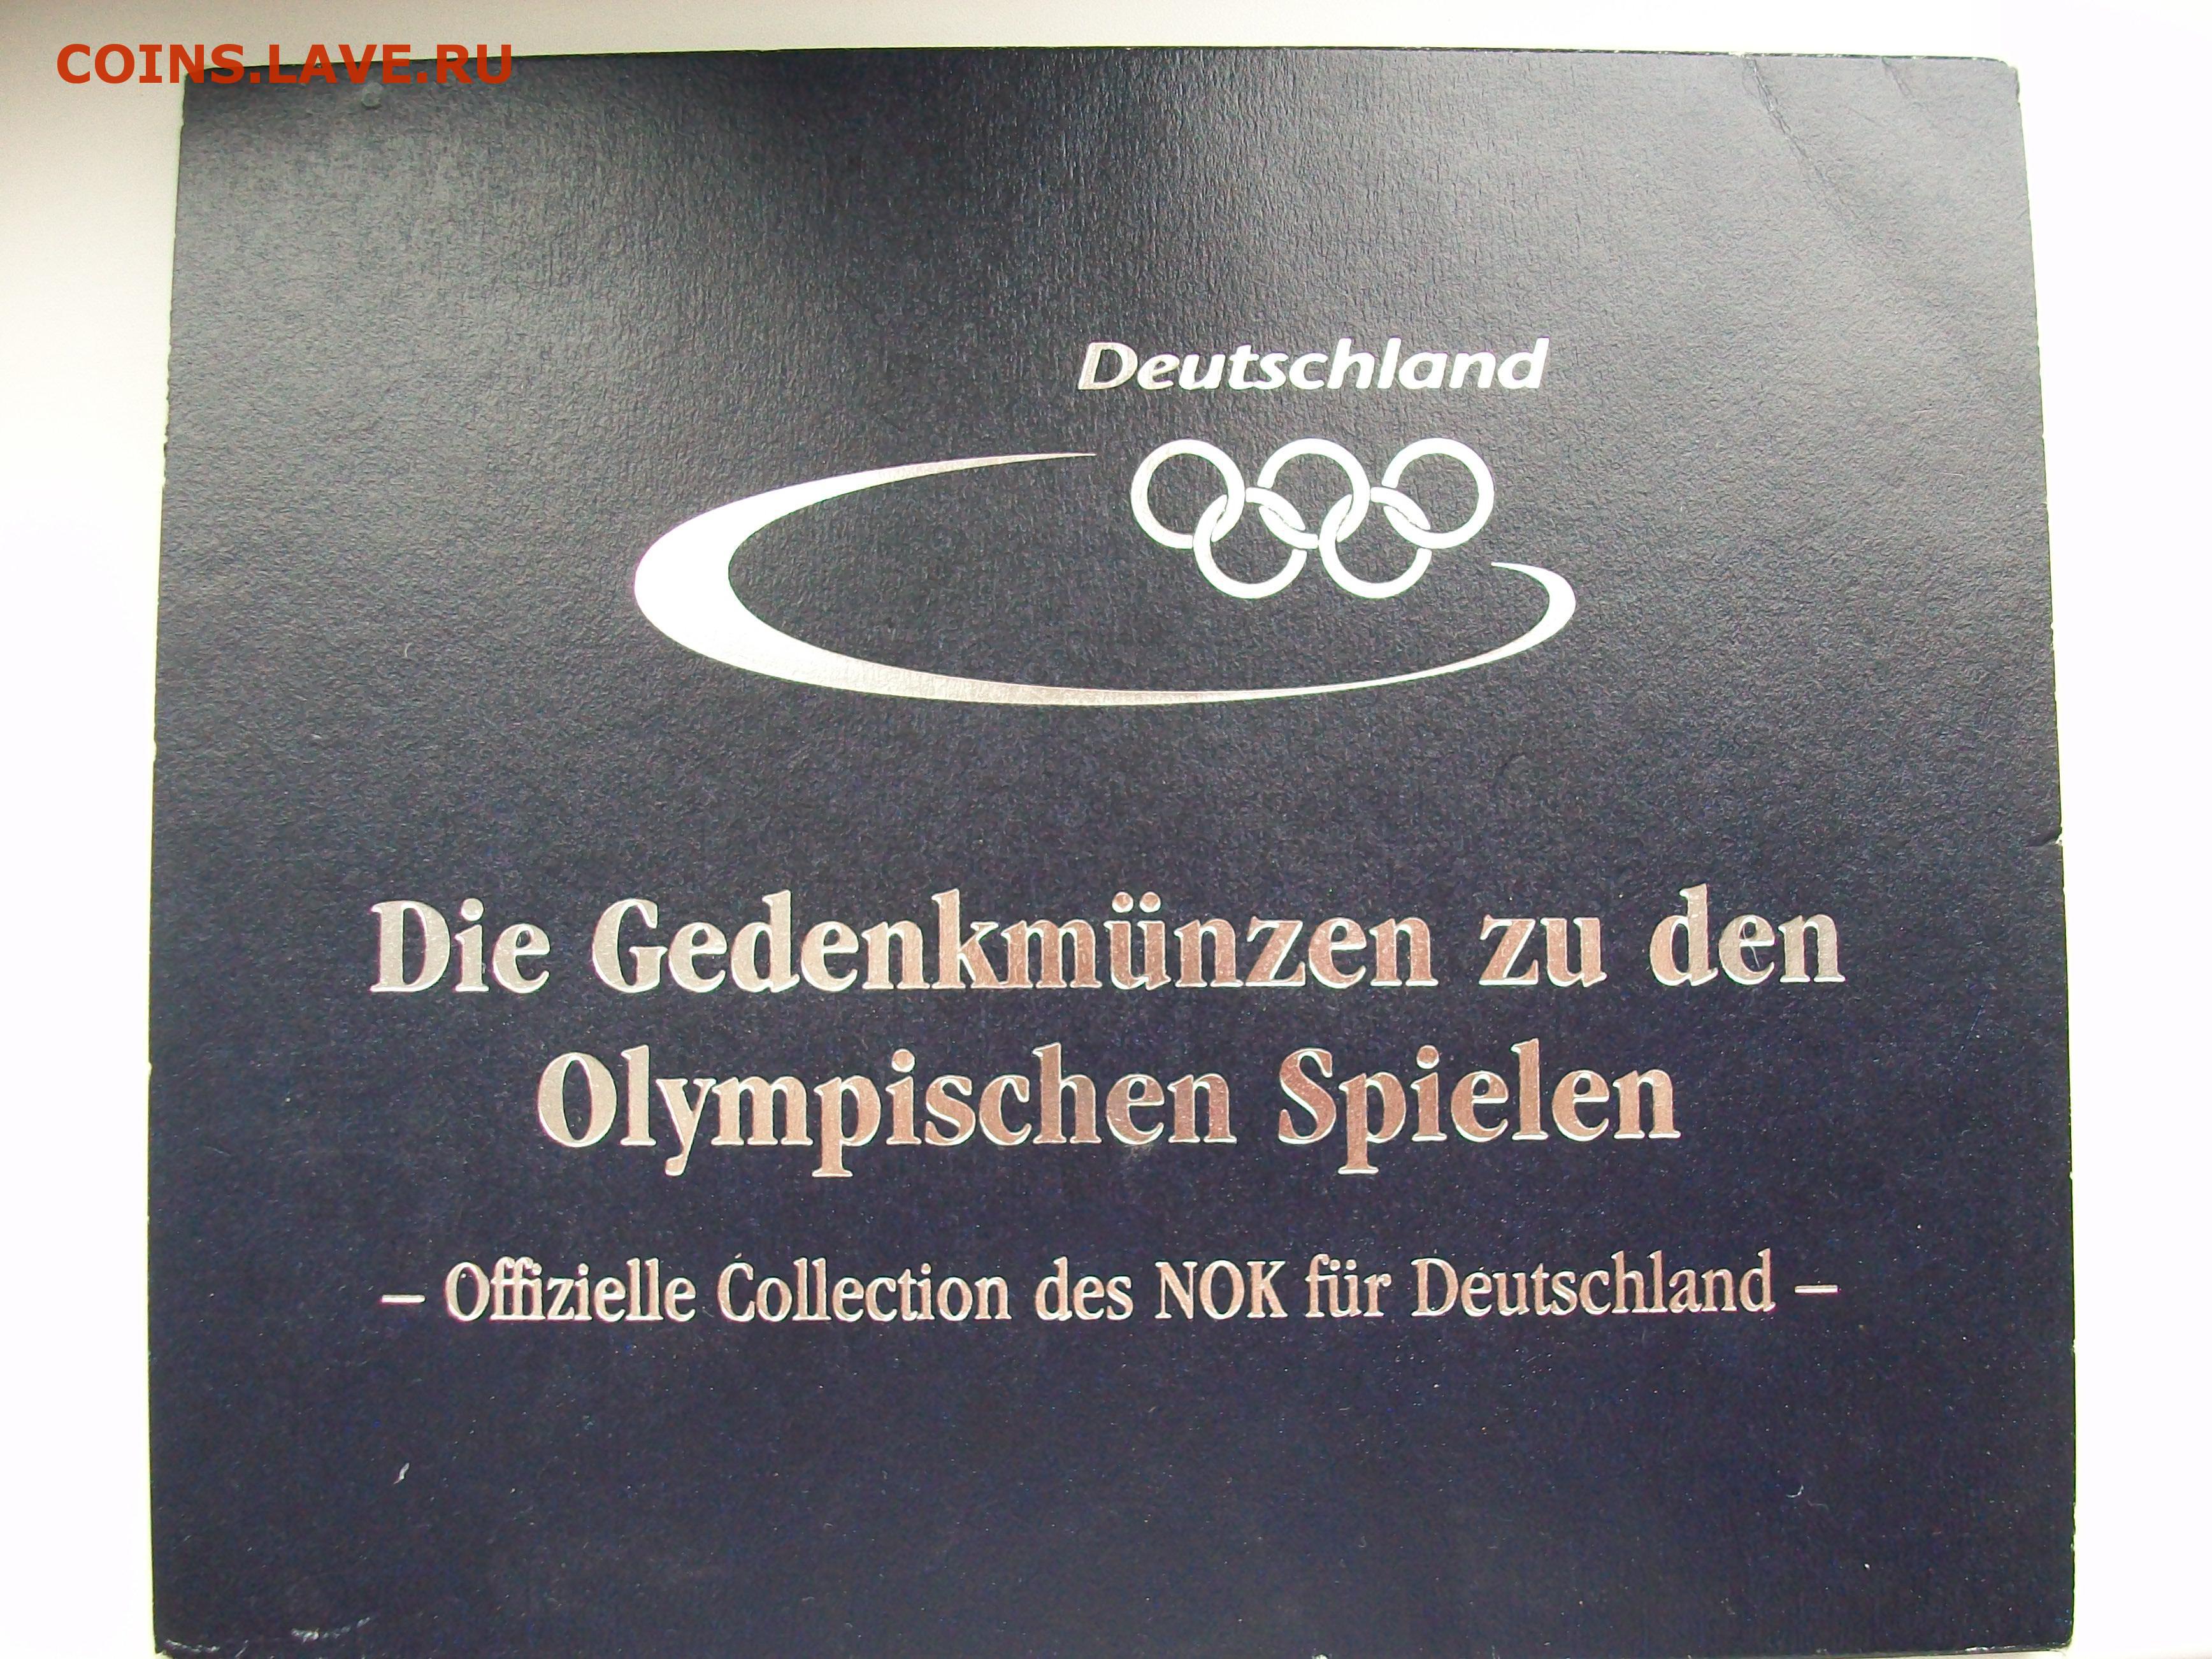 COINS.LAVE.RU
Deutschland
Die Gedenkmünzen zu den
Olympischen Spielen
– Offizielle Collection des NOK für Deutschland –